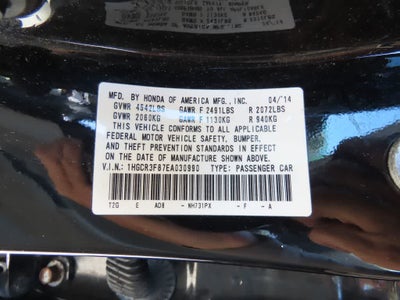 MFD. BY HONDA OF AMERICA MFG., INC. 04/14
GVWR 4542LBS GAWR F 2491LBS R 2072LBS
GVWR 2060KG GAWR F 1130KG R 940KG
THIS VEHICLE CONFORMS TO ALL APPLICABLE
FEDERAL MOTOR VEHICLE SAFETY, BUMPER,
AND THEFT PREVENTION STANDARDS IN EFFECT
ON THE DATE OF MANUFACTURE SHOWN ABOVE.
V.I.N.: 1HGCR3F87EA030990 TYPE: PASSENGER CAR
T2G E AD8 - NH731PX - F - A